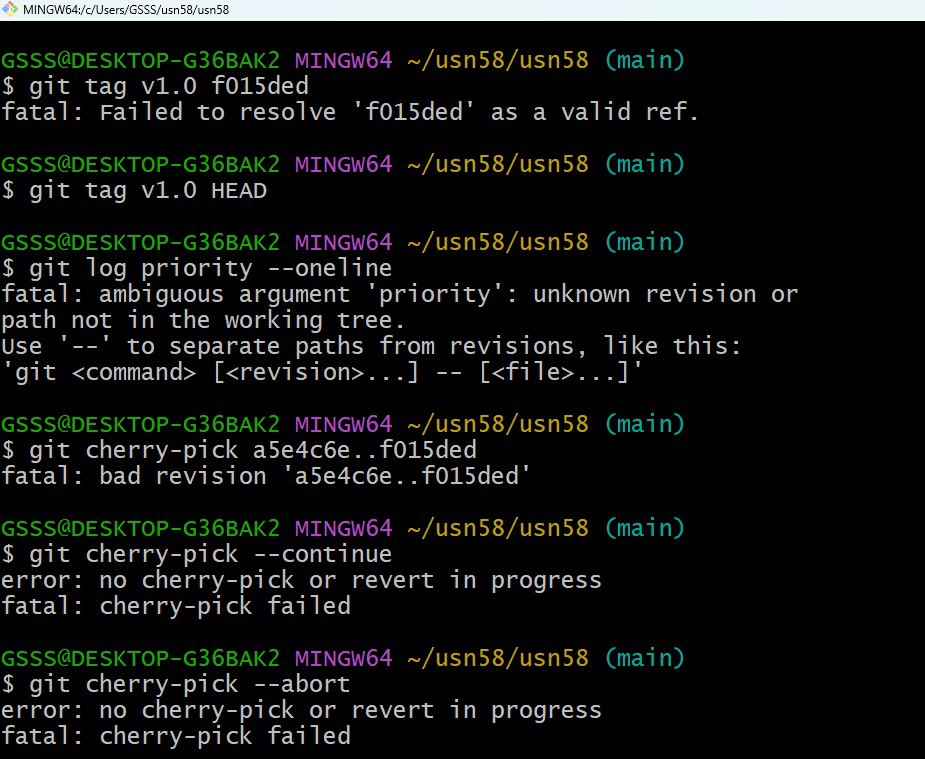 MINGW64:/c/Users/GSSS/usn58/usn58
GSSS@DESKTOP-G36BAK2 MINGW64 ~/usn58/usn58 (main)
$ git tag v1.0 f015ded
fatal: Failed to resolve 'f015ded' as a valid ref.
GSSS@DESKTOP-G36BAK2 MINGW64 ~/usn58/usn58 (main)
$ git tag v1.0 HEAD
GSSS@DESKTOP-G36BAK2 MINGW64 ~/usn58/usn58 (main)
$ git log priority --oneline
fatal: ambiguous argument 'priority': unknown revision or
path not in the working tree.
Use '--' to separate paths from revisions, like this:
'git <command> [<revision>...] -- [<file>...]'
GSSS@DESKTOP-G36BAK2 MINGW64 ~/usn58/usn58 (main)
$ git cherry-pick a5e4c6e..f015ded
fatal: bad revision 'a5e4c6e..f015ded'
GSSS@DESKTOP-G36BAK2 MINGW64 ~/usn58/usn58 (main)
$ git cherry-pick --continue
error: no cherry-pick or revert in progress
fatal: cherry-pick failed
GSSS@DESKTOP-G36BAK2 MINGW64 ~/usn58/usn58 (main)
$ git cherry-pick --abort
error: no cherry-pick or revert in progress
fatal: cherry-pick failed